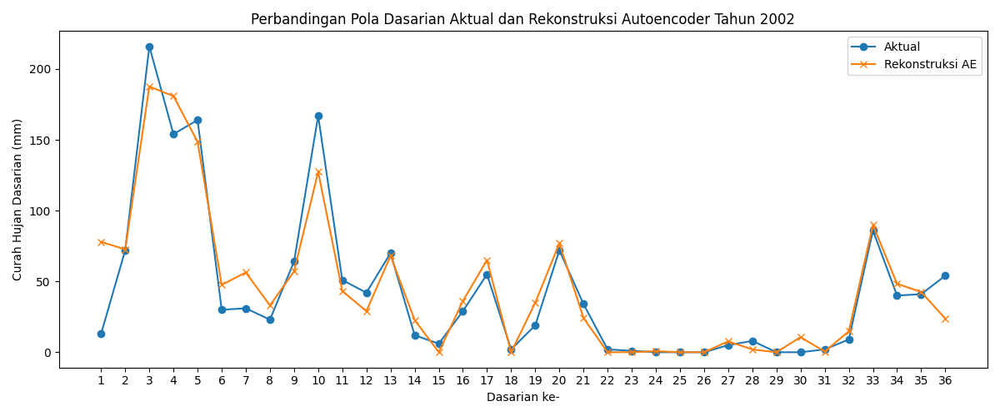 Perbandingan Pola Dasarian Aktual dan Rekonstruksi Autoencoder Tahun 2002
Aktual
Rekonstruksi AE
Curah Hujan Dasarian (mm)
200
150
100
50
0
1 2 3 4 5 6 7 8 9 10 11 12 13 14 15 16 17 18 19 20 21 22 23 24 25 26 27 28 29 30 31 32 33 34 35 36
Dasarian ke-